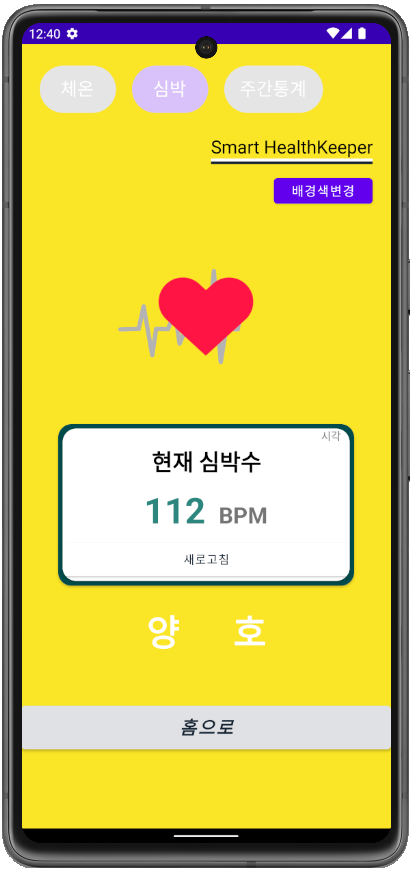 12:40
체온 심박 주간통계
Smart HealthKeeper
배경색변경
시각
현재 심박수
112 BPM
새로고침
양 호
홈으로